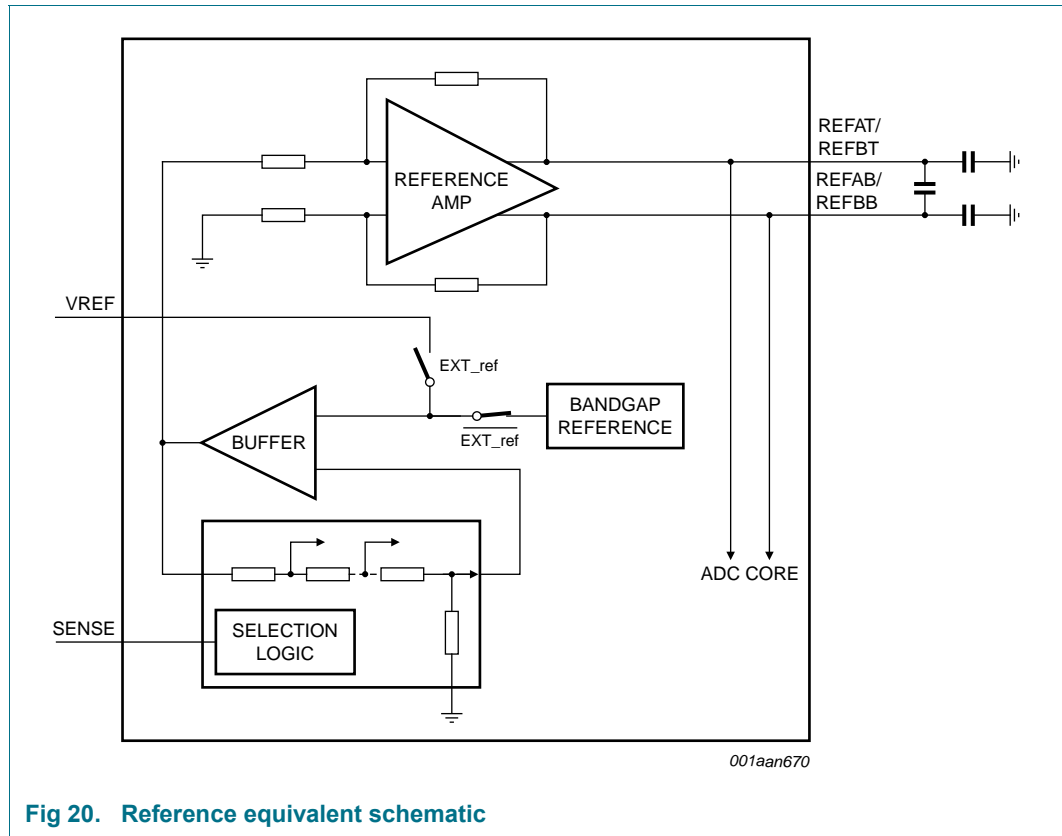 REFAT/
REFBT
REFERENCE
AMP
REFAB/
REFBB
VREF
EXT_ref
BANDGAP
REFERENCE
EXT_ref
BUFFER
ADC CORE
SENSE
SELECTION
LOGIC
001aan670
Fig 20. Reference equivalent schematic